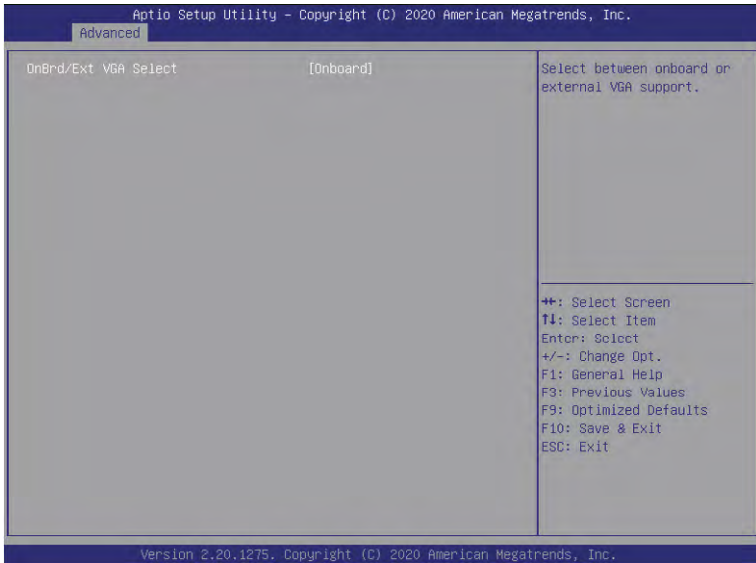 Aptio Setup Utility – Copyright (C) 2020 American Megatrends, Inc.
Advanced
OnBrd/Ext VGA Select [Onboard]
Select between onboard or
external VGA support.
→←: Select Screen
↑↓: Select Item
Enter: Select
+/-: Change Opt.
F1: General Help
F3: Previous Values
F9: Optimized Defaults
F10: Save & Exit
ESC: Exit
Version 2.20.1275. Copyright (C) 2020 American Megatrends, Inc.